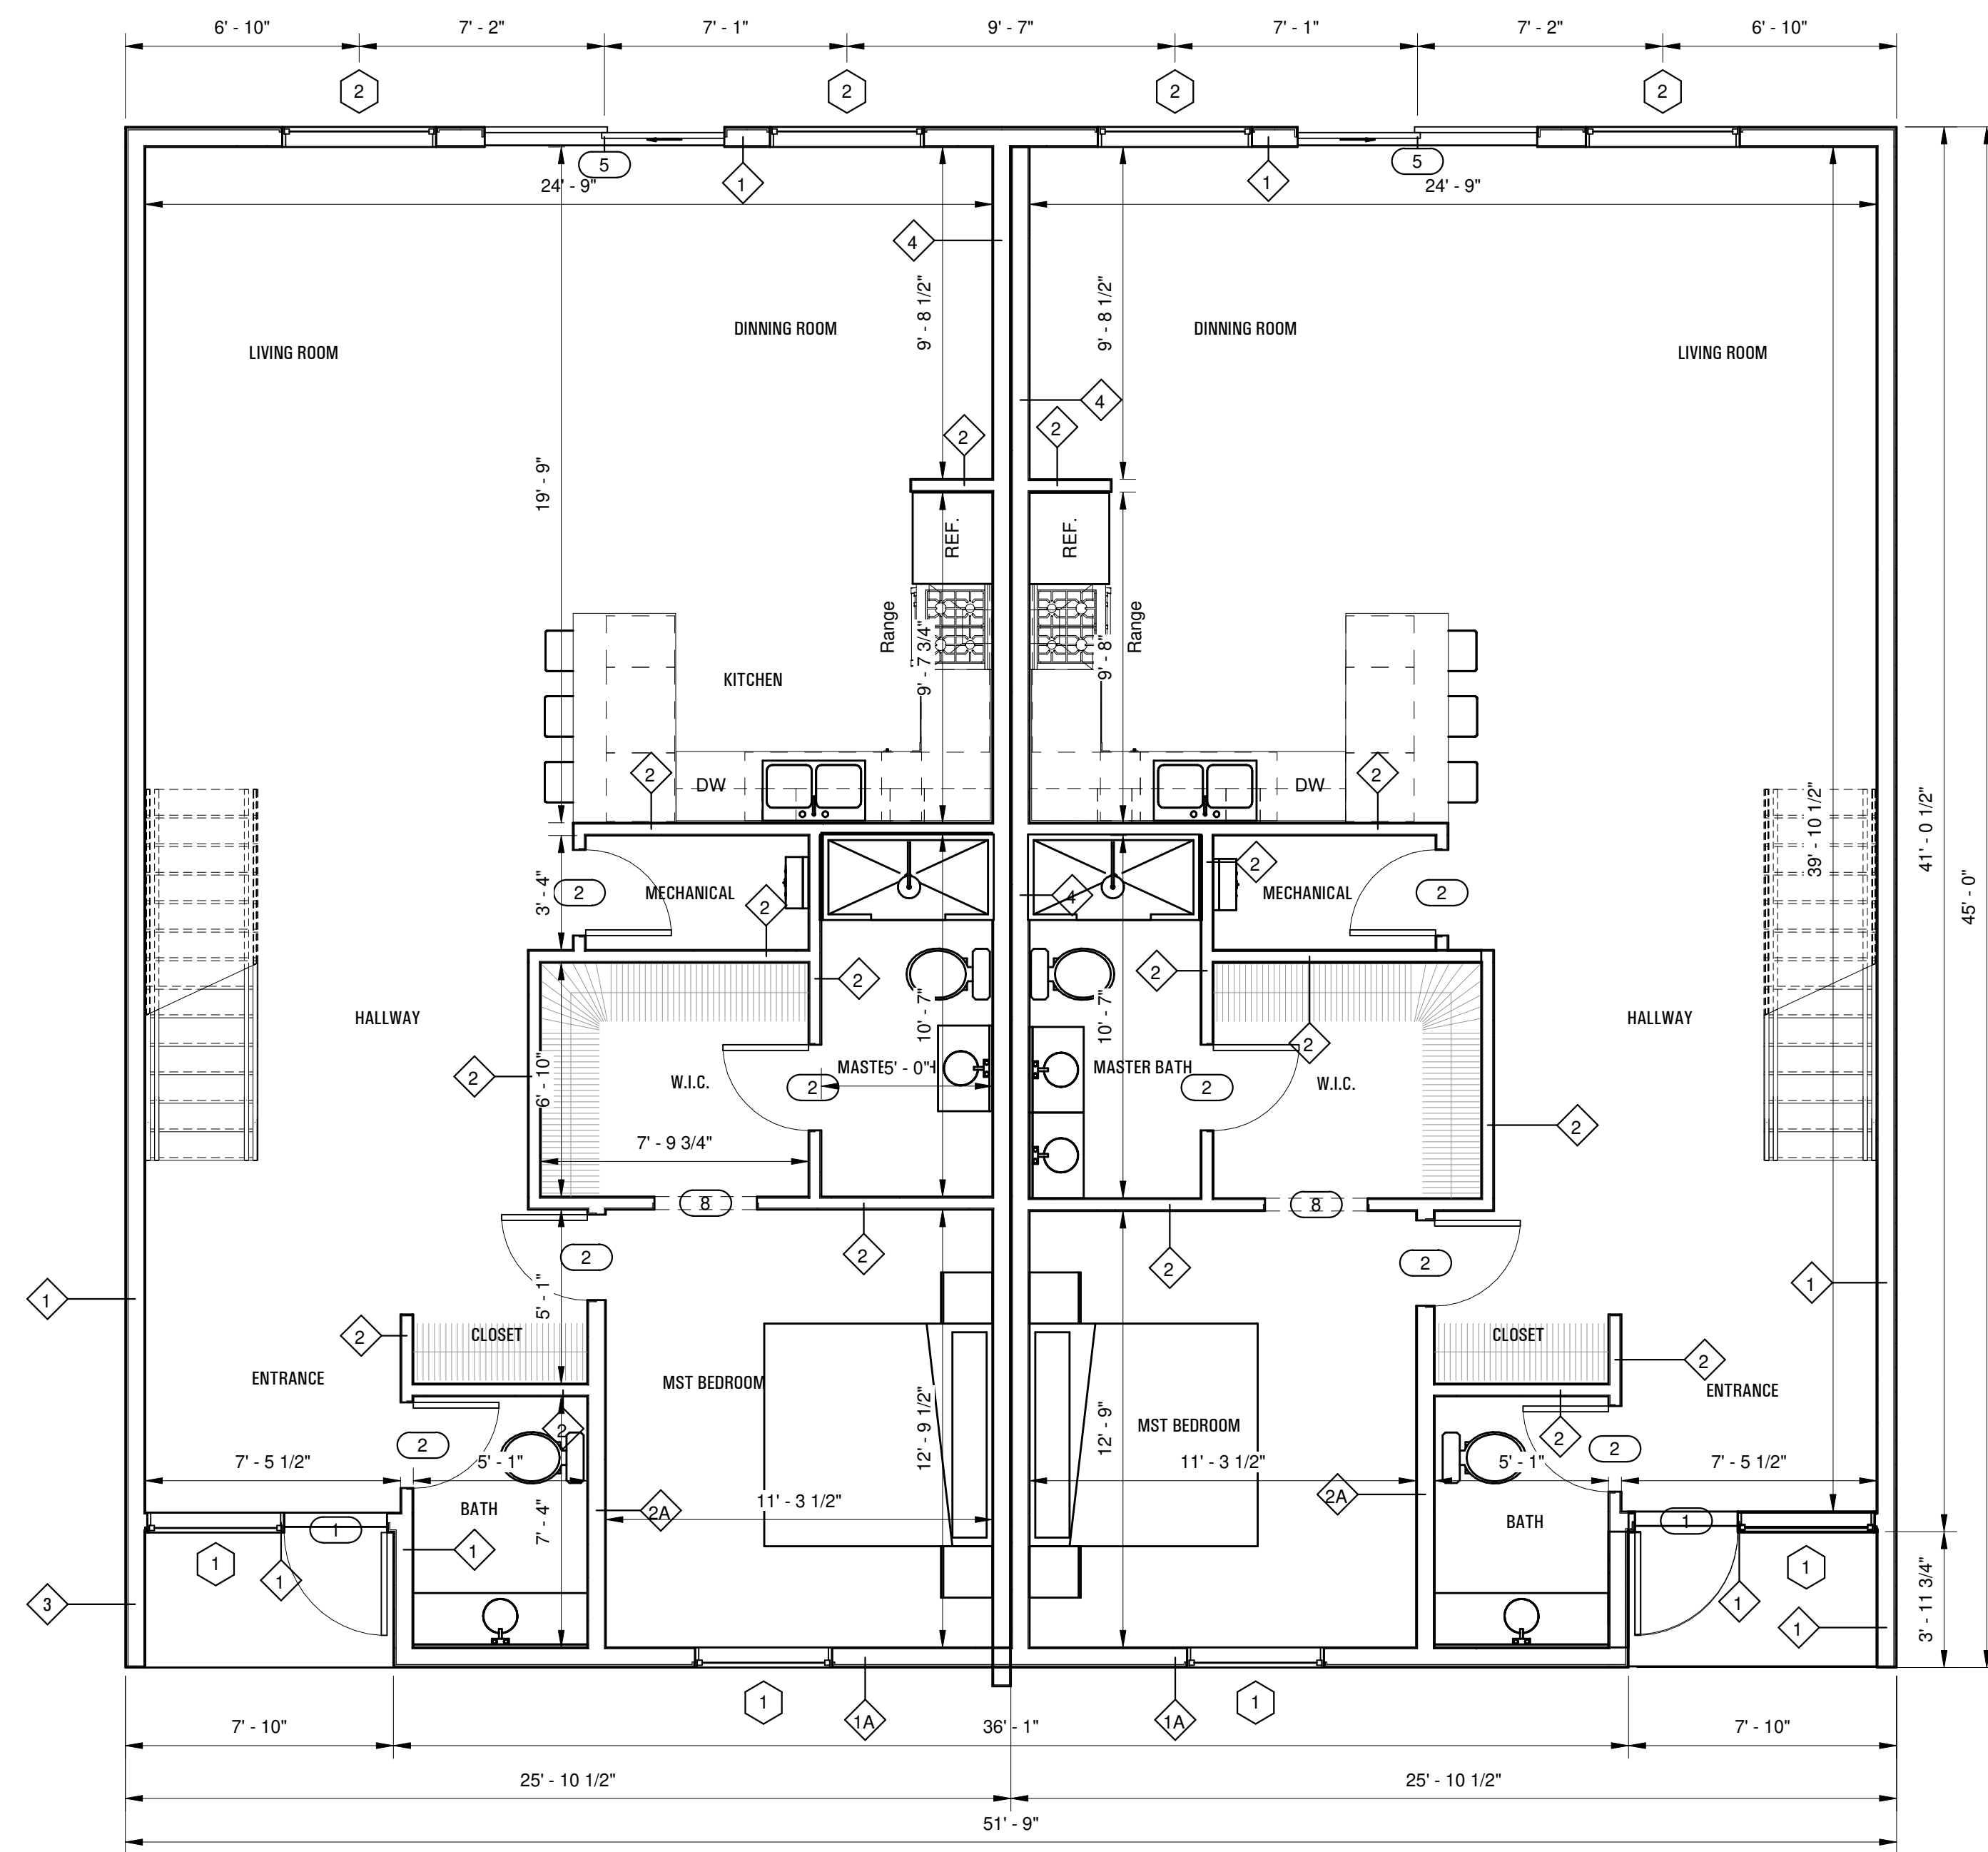 6' - 10" 7' - 2" 7' - 1" 9' - 7" 7' - 1" 7' - 2" 6' - 10"
2 2 2 2
5 1 1 5
24' - 9" 24' - 9"
4
9' - 8 1/2" 9' - 8 1/2"
DINNING ROOM DINNING ROOM
LIVING ROOM LIVING ROOM
4
2 2
19' - 9"
REF. REF.
Range Range
9' - 7 3/4" 9' - 8"
KITCHEN
2 2
DW DW
39' - 10 1/2" 41' - 0 1/2" 45' - 0"
2
3' - 4" 2 MECHANICAL 4 MECHANICAL 2
2
2 2
10' - 7" 10' - 7"
HALLWAY HALLWAY
2
2 6' - 10" W.I.C. MASTE 5' - 0" H MASTER BATH W.I.C.
2 2
2
7' - 9 3/4"
8 8
2 2 2 2
5' - 1"
1 1
2 CLOSET CLOSET
2
ENTRANCE MST BEDROOM ENTRANCE
12' - 9 1/2" 12' - 9" MST BEDROOM
2 2 2 2
7' - 5 1/2" 5' - 1" 11' - 3 1/2" 5' - 1" 7' - 5 1/2"
11' - 3 1/2" 2A 2A
BATH 7' - 4" BATH
1 1
1 1 1
1 1
3 3' - 11 3/4"
1
1 1A 1A 1
7' - 10" 36' - 1" 7' - 10"
25' - 10 1/2" 25' - 10 1/2"
51' - 9"